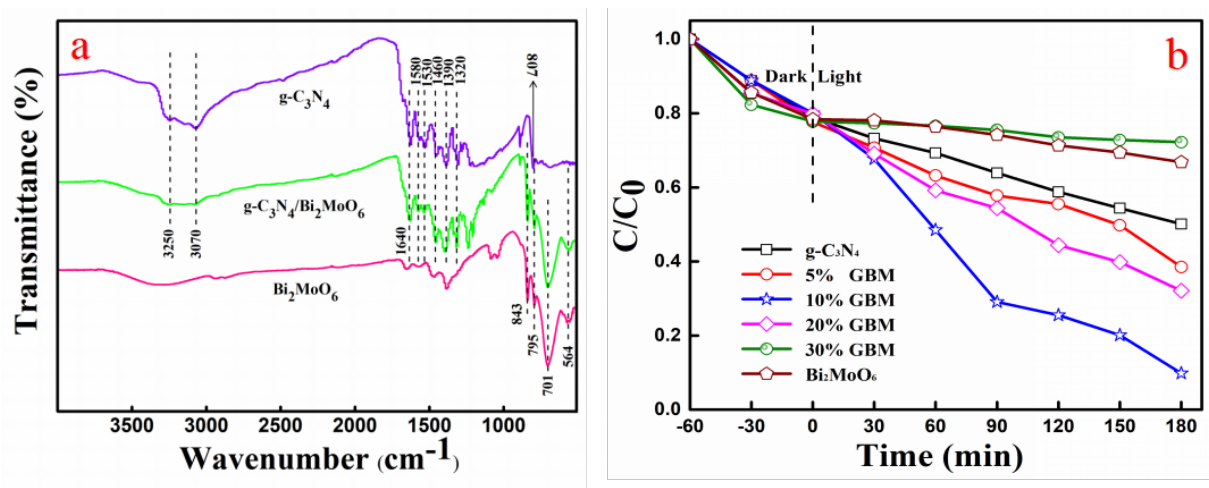 a
Transmittance (%)
g-C3N4
g-C3N4/Bi2MoO6
Bi2MoO6
3250
3070
1640
1580
1530
1460
1390
1320
807
843
795
701
564
3500 3000 2500 2000 1500 1000
Wavenumber (cm-1)
b
C/C0
Dark Light
1.0
0.8
0.6
0.4
0.2
0.0
g-C3N4
5% GBM
10% GBM
20% GBM
30% GBM
Bi2MoO6
-60 -30 0 30 60 90 120 150 180
Time (min)